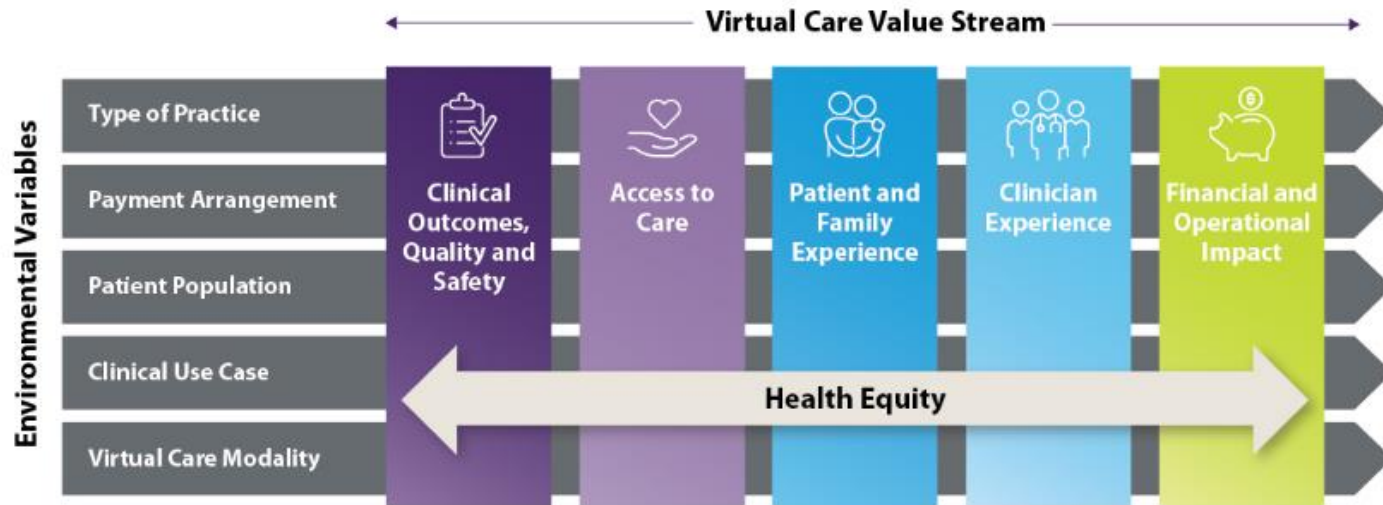 Virtual Care Value Stream
Environmental Variables
Type of Practice
Payment Arrangement
Patient Population
Clinical Use Case
Virtual Care Modality
Clinical
Outcomes,
Quality and
Safety
Access to
Care
Patient and
Family
Experience
Clinician
Experience
$
Financial and
Operational
Impact
Health Equity